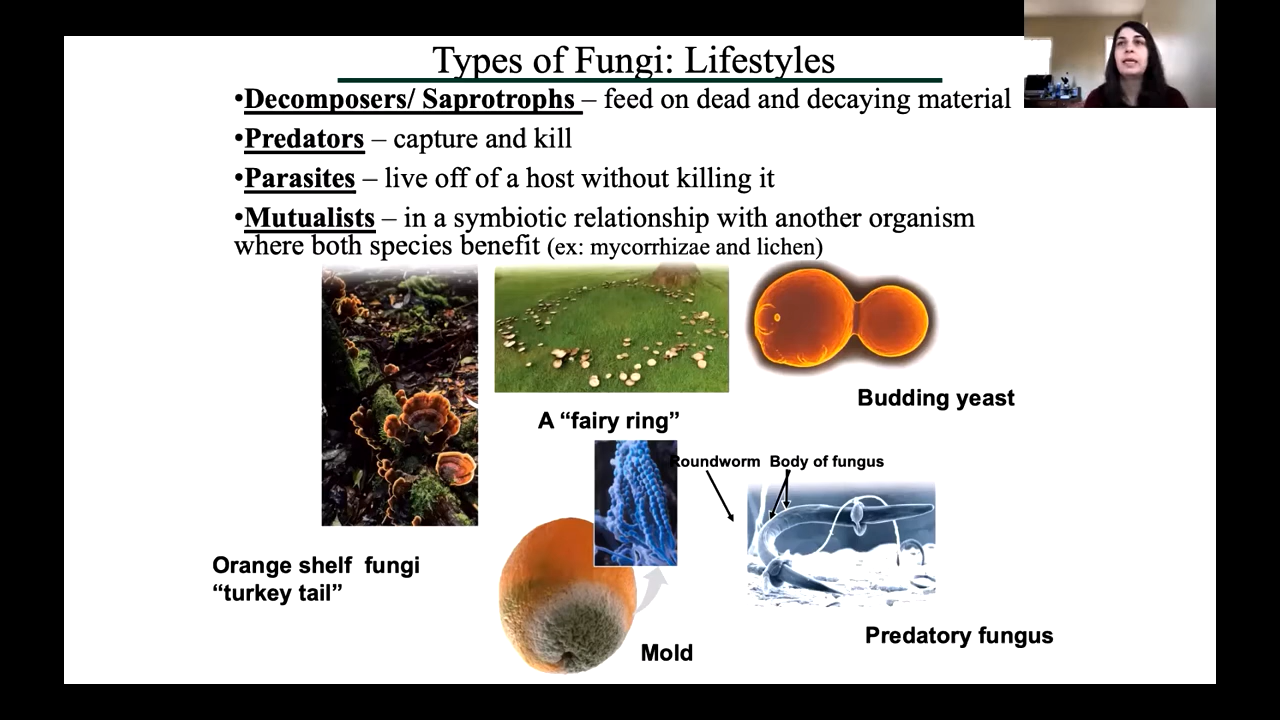 Types of Fungi: Lifestyles
•Decomposers/ Saprotrophs – feed on dead and decaying material
•Predators – capture and kill
•Parasites – live off of a host without killing it
•Mutualists – in a symbiotic relationship with another organism
where both species benefit (ex: mycorrhizae and lichen)
Budding yeast
A “fairy ring”
Roundworm Body of fungus
Orange shelf fungi
“turkey tail”
Predatory fungus
Mold